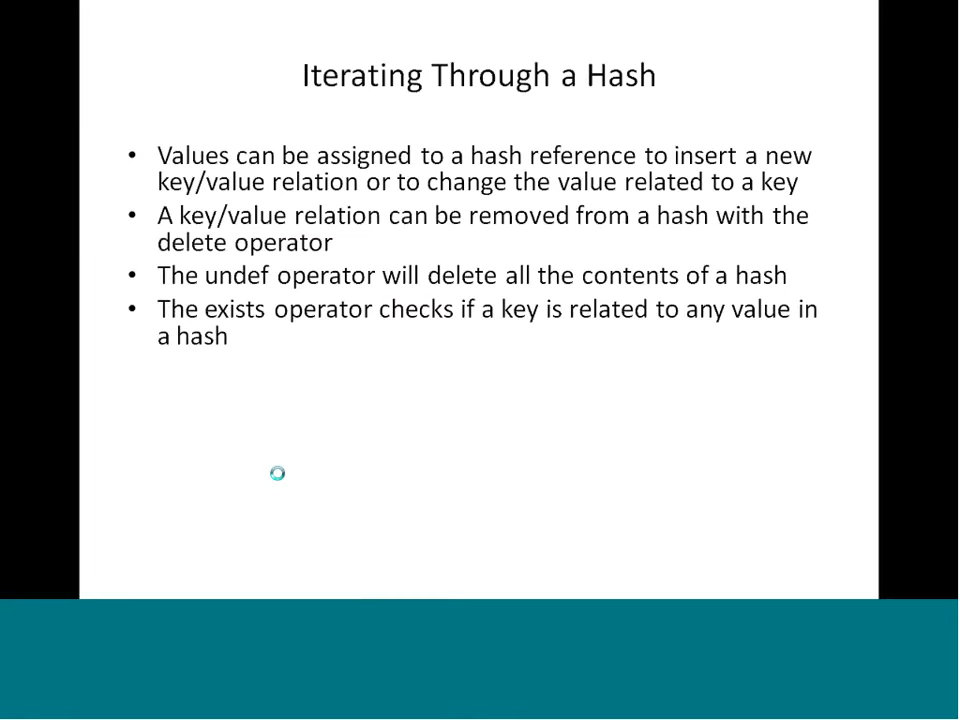 Iterating Through a Hash
• Values can be assigned to a hash reference to insert a new
key/value relation or to change the value related to a key
• A key/value relation can be removed from a hash with the
delete operator
• The undef operator will delete all the contents of a hash
• The exists operator checks if a key is related to any value in
a hash